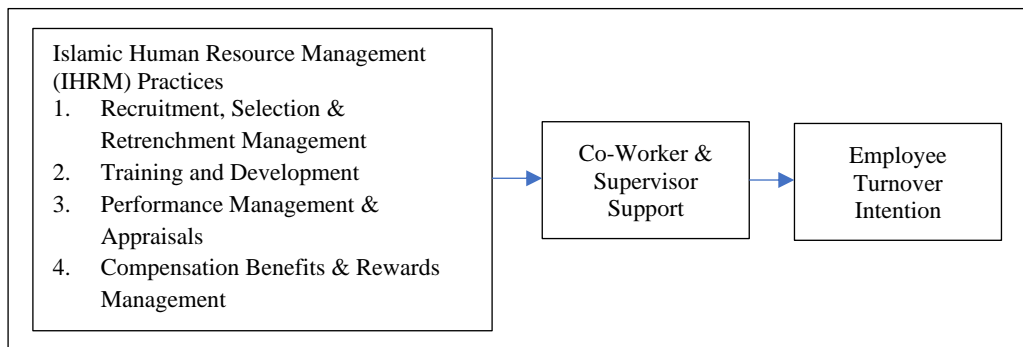 Islamic Human Resource Management
(IHRM) Practices
1. Recruitment, Selection &
Retrenchment Management
2. Training and Development
3. Performance Management &
Appraisals
4. Compensation Benefits & Rewards
Management
Co-Worker &
Supervisor
Support
Employee
Turnover
Intention